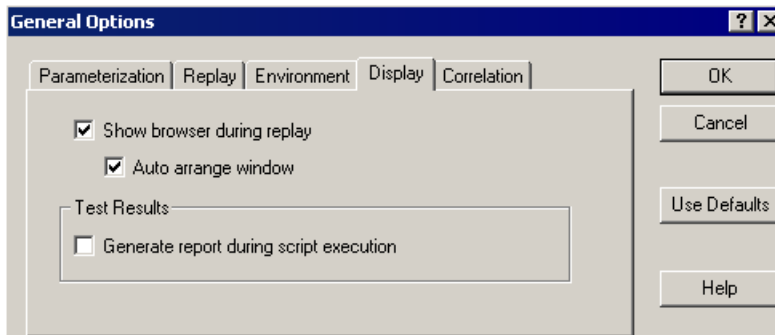 General Options
Parameterization Replay Environment Display Correlation
Show browser during replay
Auto arrange window
Test Results
Generate report during script execution
OK
Cancel
Use Defaults
Help